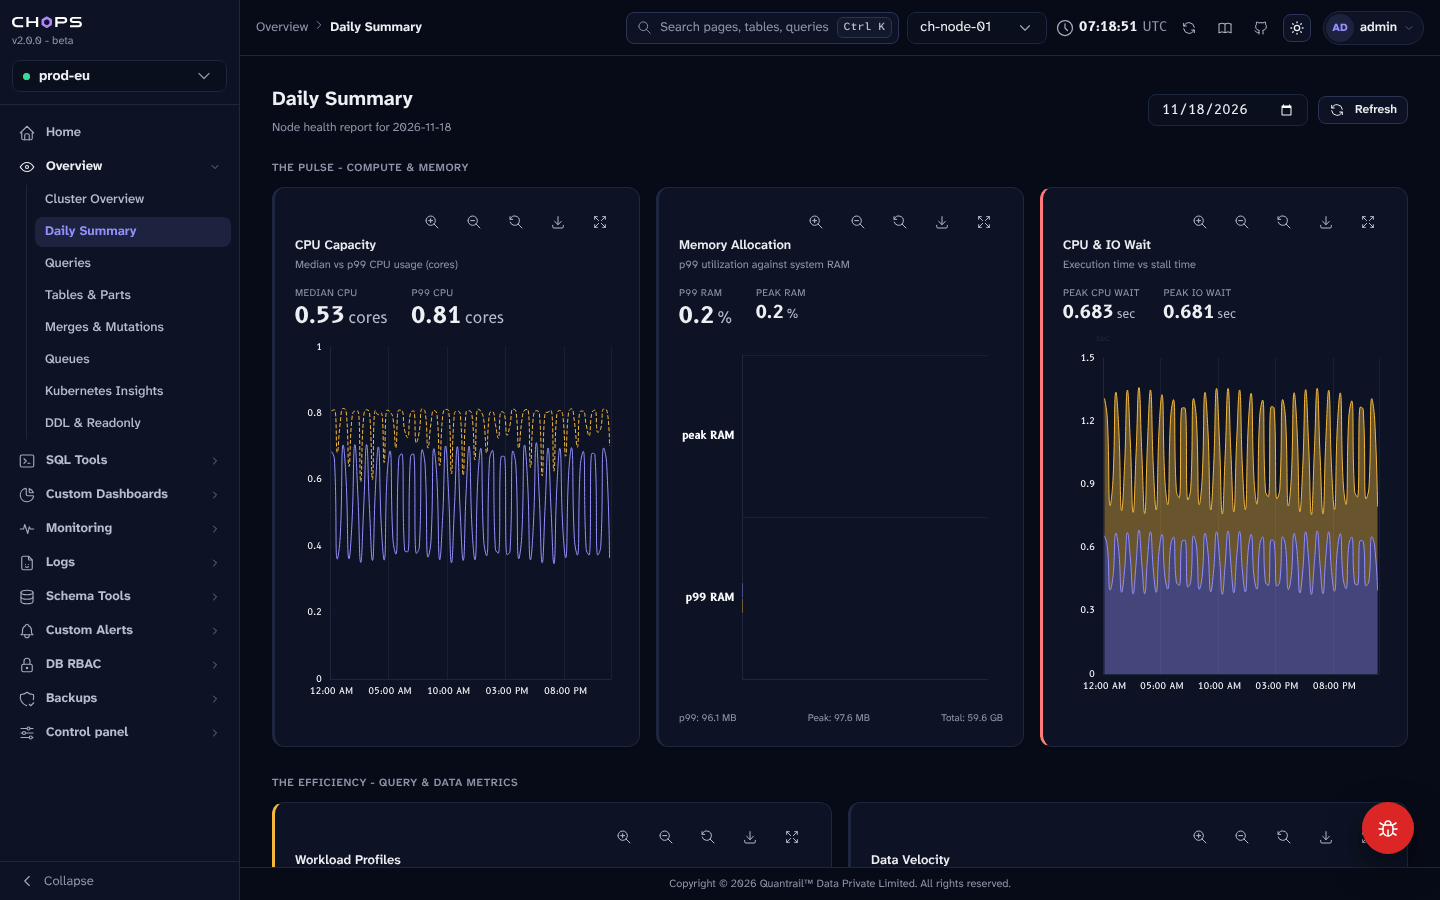 CHOPS
v2.0.0 - beta
prod-eu
Home
Overview
Cluster Overview
Daily Summary
Queries
Tables & Parts
Merges & Mutations
Queues
Kubernetes Insights
DDL & Readonly
SQL Tools
Custom Dashboards
Monitoring
Logs
Schema Tools
Custom Alerts
DB RBAC
Backups
Control panel
Collapse
Overview > Daily Summary
Search pages, tables, queries Ctrl K
ch-node-01
07:18:51 UTC
AD admin
Daily Summary
Node health report for 2026-11-18
11/18/2026
Refresh
THE PULSE - COMPUTE & MEMORY
CPU Capacity
Median vs p99 CPU usage (cores)
MEDIAN CPU P99 CPU
0.53 cores 0.81 cores
1
0.8
0.6
0.4
0.2
0
12:00 AM 05:00 AM 10:00 AM 03:00 PM 08:00 PM
Memory Allocation
p99 utilization against system RAM
P99 RAM PEAK RAM
0.2 % 0.2 %
peak RAM
p99 RAM
p99: 96.1 MB Peak: 97.6 MB Total: 59.6 GB
CPU & IO Wait
Execution time vs stall time
PEAK CPU WAIT PEAK IO WAIT
0.683 sec 0.681 sec
sec
1.5
1.2
0.9
0.6
0.3
0
12:00 AM 05:00 AM 10:00 AM 03:00 PM 08:00 PM
THE EFFICIENCY - QUERY & DATA METRICS
Workload Profiles
Data Velocity
Copyright © 2026 Quantrail™ Data Private Limited. All rights reserved.